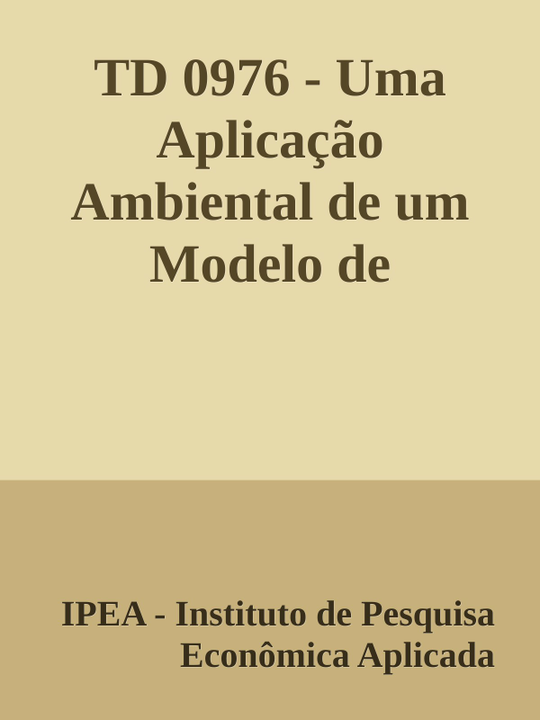 TD 0976 - Uma
Aplicação
Ambiental de um
Modelo de
IPEA - Instituto de Pesquisa
Econômica Aplicada